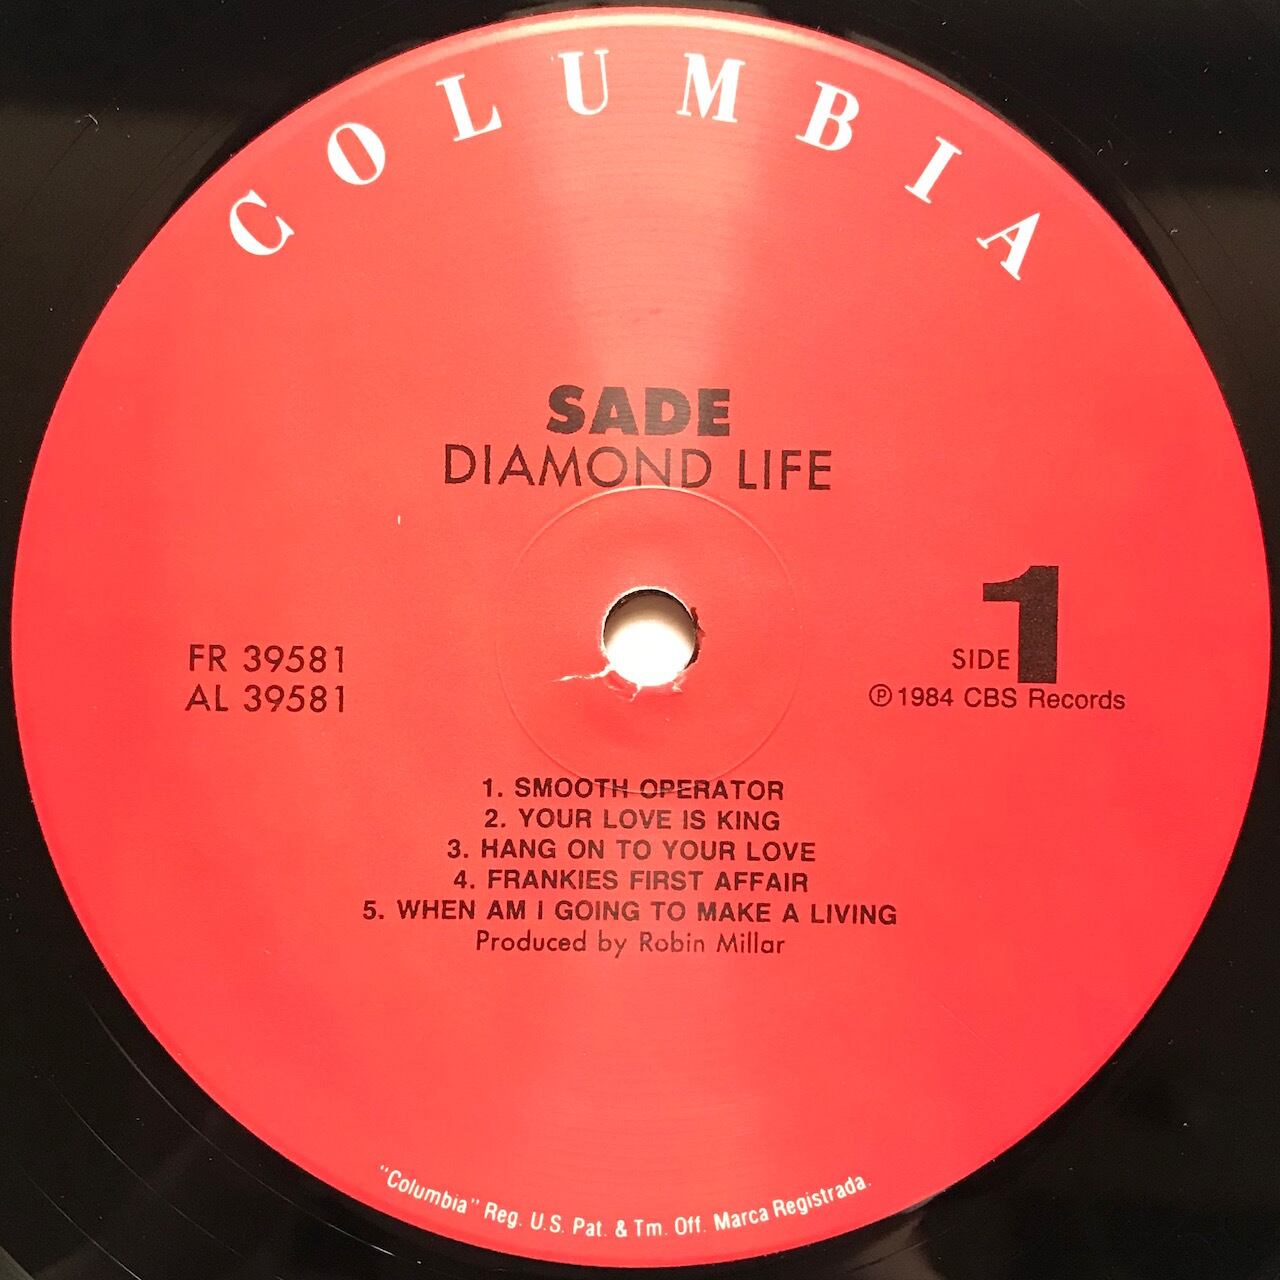 COLUMBIA
SADE
DIAMOND LIFE
FR 39581
AL 39581
SIDE 1
℗ 1984 CBS Records
1. SMOOTH OPERATOR
2. YOUR LOVE IS KING
3. HANG ON TO YOUR LOVE
4. FRANKIES FIRST AFFAIR
5. WHEN AM I GOING TO MAKE A LIVING
Produced by Robin Millar
"Columbia" Reg. U.S. Pat. & Tm. Off. Marca Registrada.